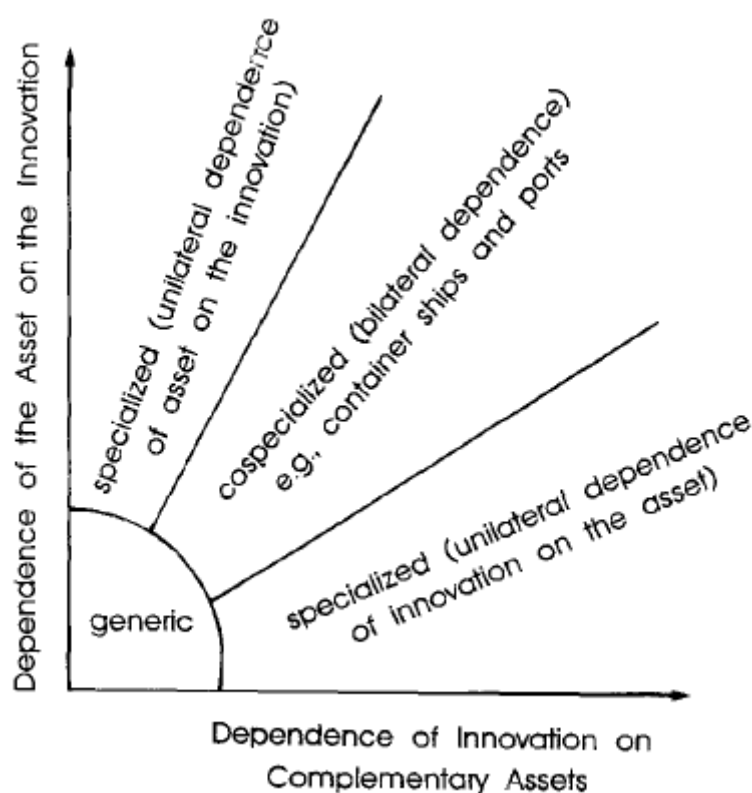 Dependence of the Asset on the Innovation
specialized (unilateral dependence
of asset on the innovation)
cospecialized (bilateral dependence)
e.g., container ships and ports
specialized (unilateral dependence
of innovation on the asset)
generic
Dependence of Innovation on
Complementary Assets